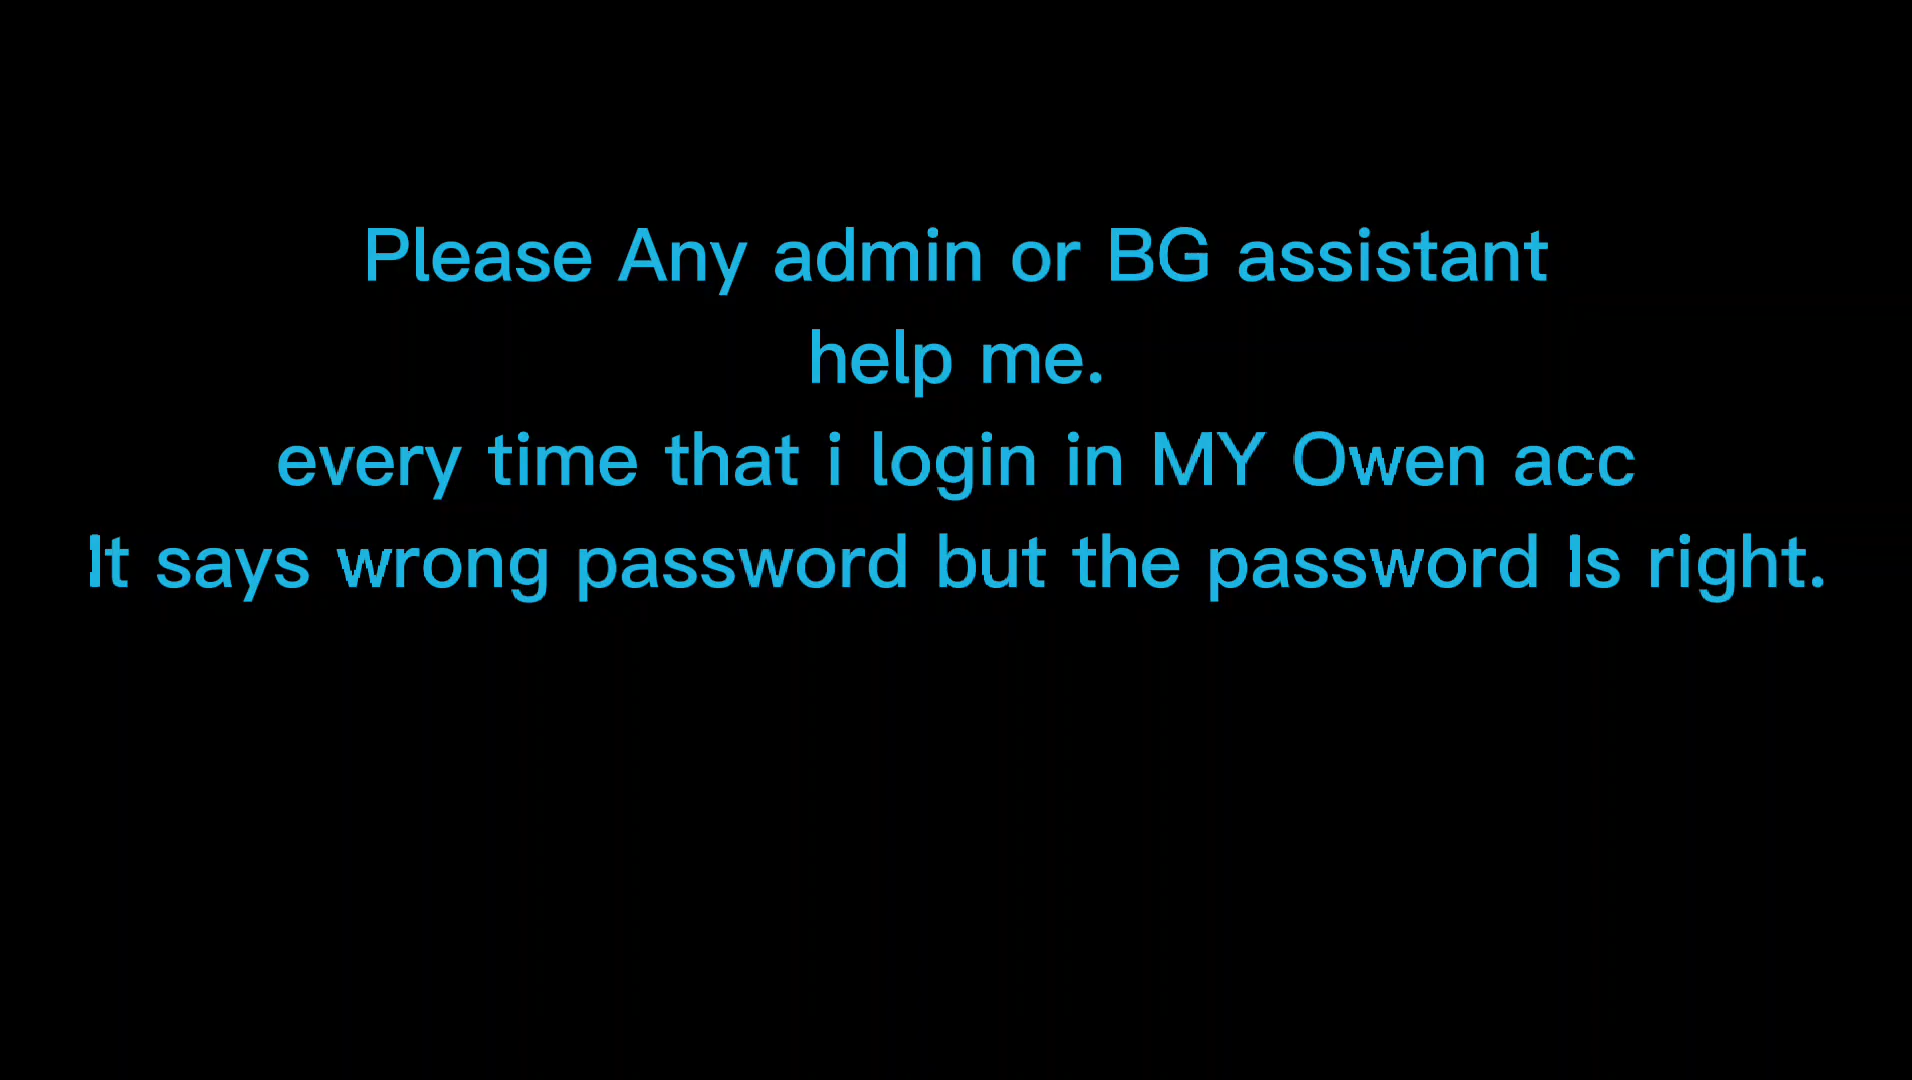 Please Any admin or BG assistant
help me.
every time that i login in MY Owen acc
It says wrong password but the password Is right.